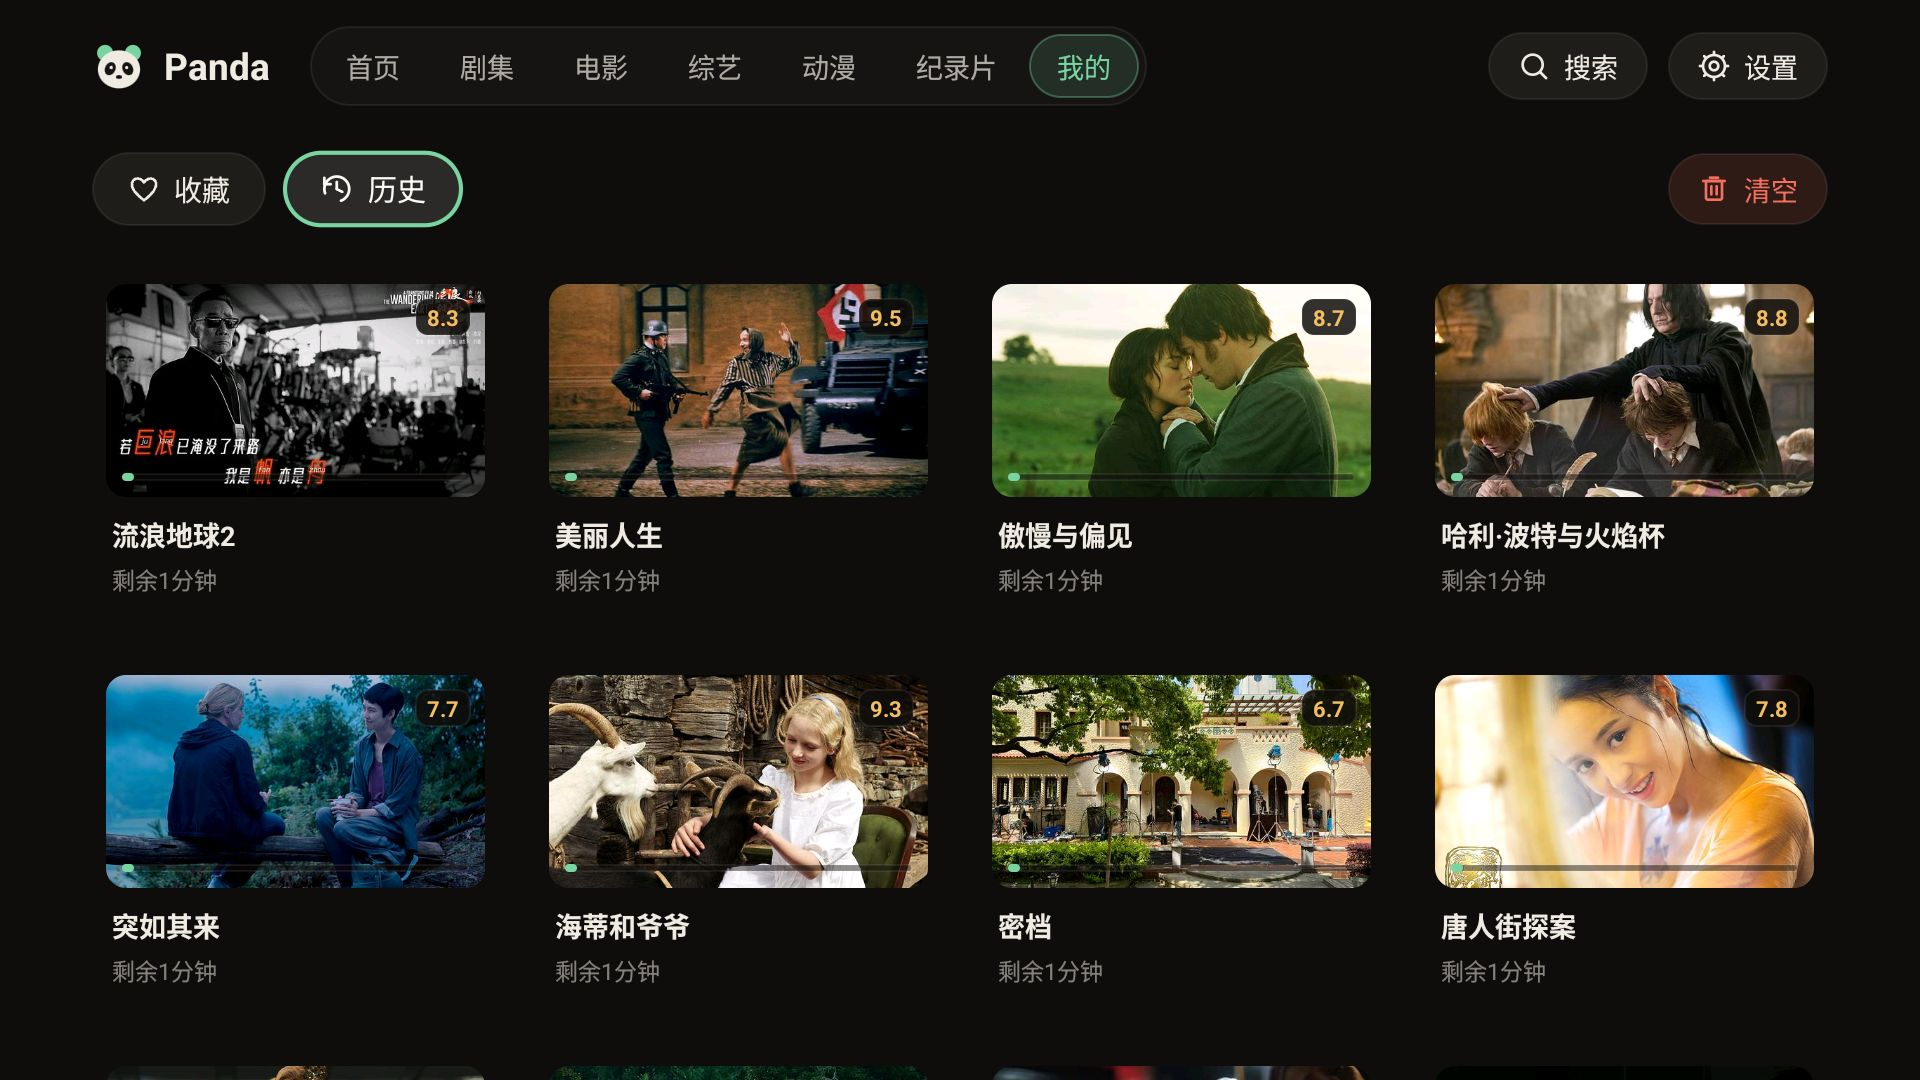 Panda
首页
剧集
电影
综艺
动漫
纪录片
我的
搜索
设置
收藏
历史
清空
8.3
若巨浪已淹没了来路
我是帆亦是舟
流浪地球2
剩余1分钟
9.5
美丽人生
剩余1分钟
8.7
傲慢与偏见
剩余1分钟
8.8
哈利·波特与火焰杯
剩余1分钟
7.7
突如其来
剩余1分钟
9.3
海蒂和爷爷
剩余1分钟
6.7
密档
剩余1分钟
7.8
唐人街探案
剩余1分钟